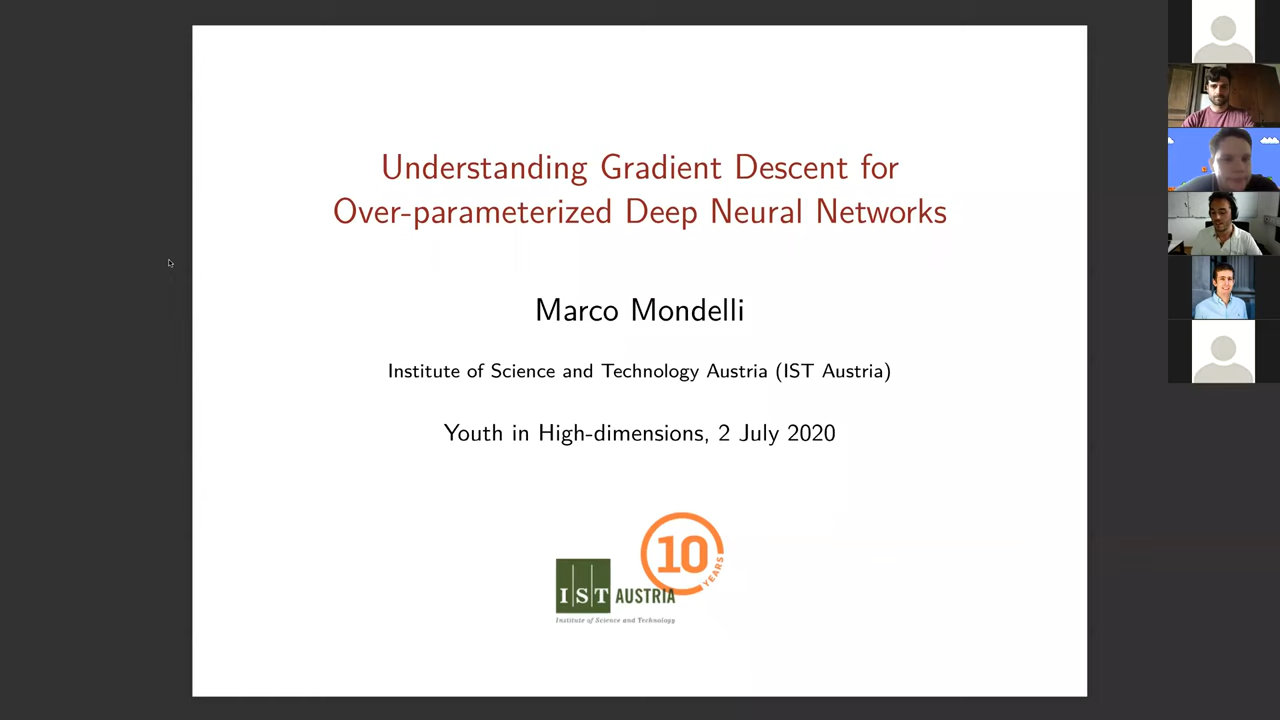 Understanding Gradient Descent for
Over-parameterized Deep Neural Networks
Marco Mondelli
Institute of Science and Technology Austria (IST Austria)
Youth in High-dimensions, 2 July 2020
10
YEARS
IST AUSTRIA
Institute of Science and Technology